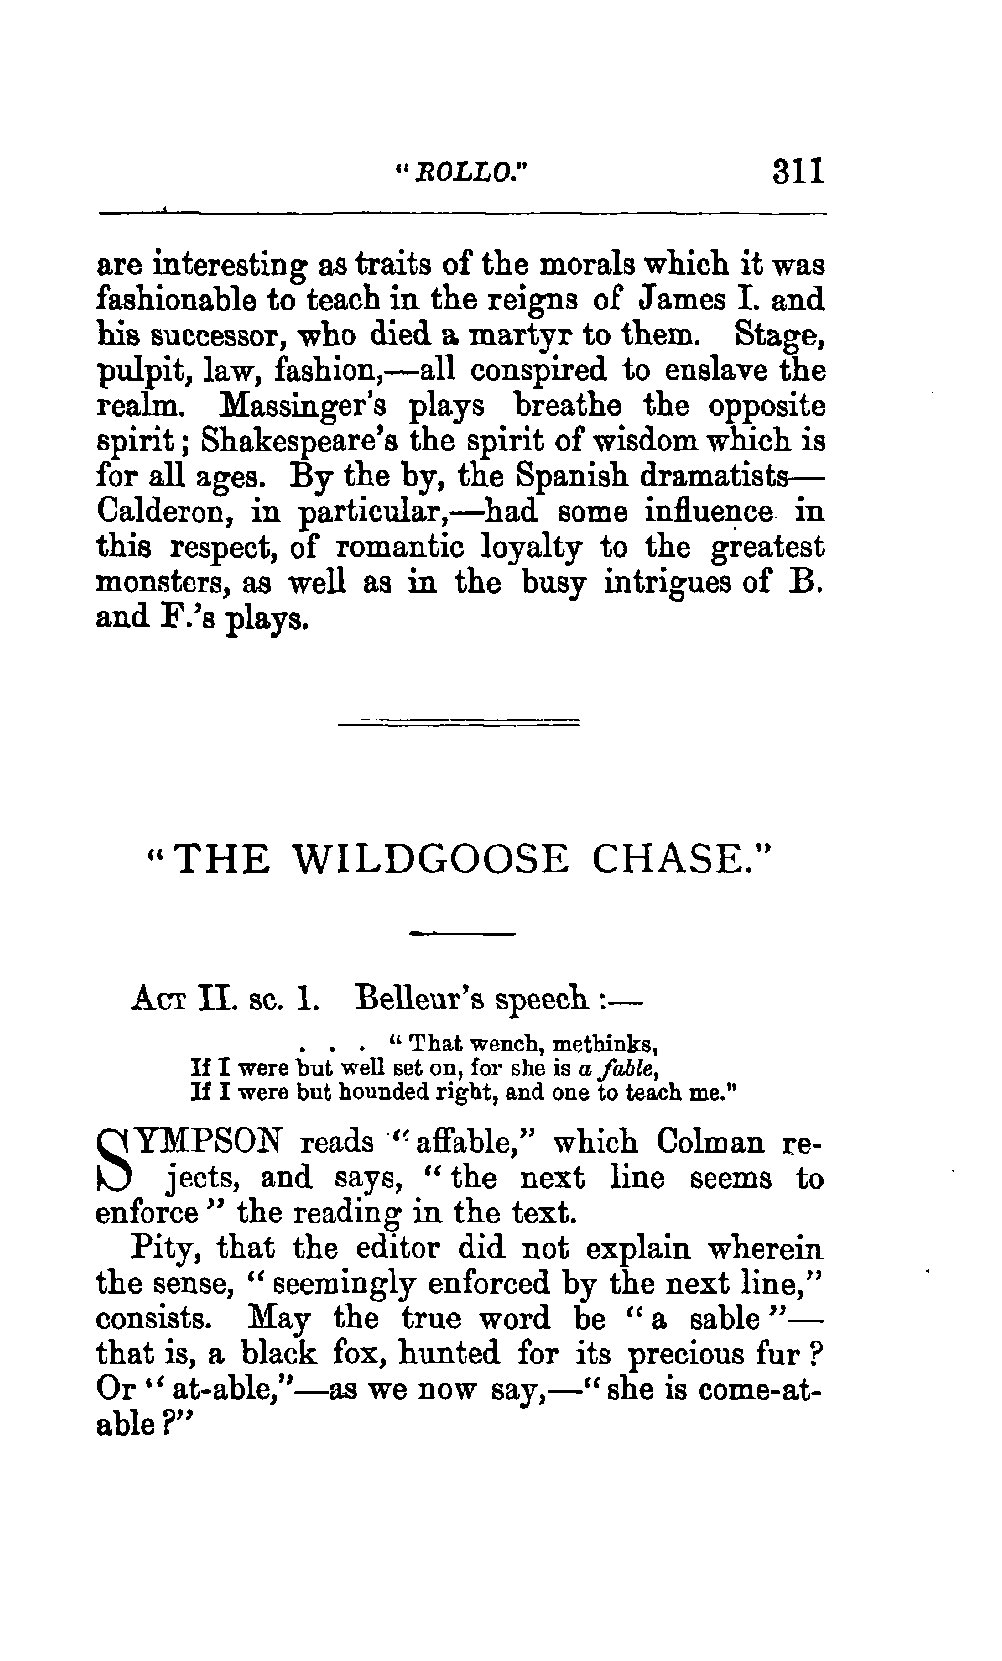 "ROLLO." 311
are interesting as traits of the morals which it was
fashionable to teach in the reigns of James I. and
his successor, who died a martyr to them. Stage,
pulpit, law, fashion,—all conspired to enslave the
realm. Massinger's plays breathe the opposite
spirit; Shakespeare's the spirit of wisdom which is
for all ages. By the by, the Spanish dramatists—
Calderon, in particular,—had some influence in
this respect, of romantic loyalty to the greatest
monsters, as well as in the busy intrigues of B.
and F.'s plays.
"THE WILDGOOSE CHASE."
ACT II. sc. 1. Belleur's speech :—
. . . "That wench, methinks,
If I were but well set on, for she is a fable,
If I were but hounded right, and one to teach me."
SYMPSON reads "affable," which Colman re-
jects, and says, "the next line seems to
enforce" the reading in the text.
Pity, that the editor did not explain wherein
the sense, "seemingly enforced by the next line,"
consists. May the true word be "a sable"—
that is, a black fox, hunted for its precious fur?
Or "at-able,"—as we now say,—"she is come-at-
able?"